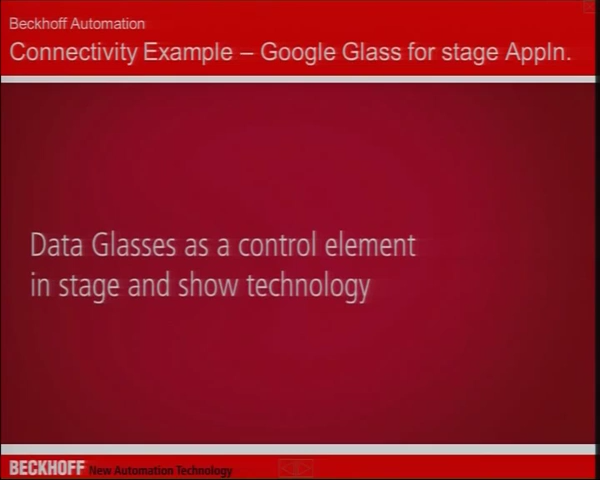 Beckhoff Automation
Connectivity Example – Google Glass for stage Appln.
Data Glasses as a control element
in stage and show technology
BECKHOFF New Automation Technology